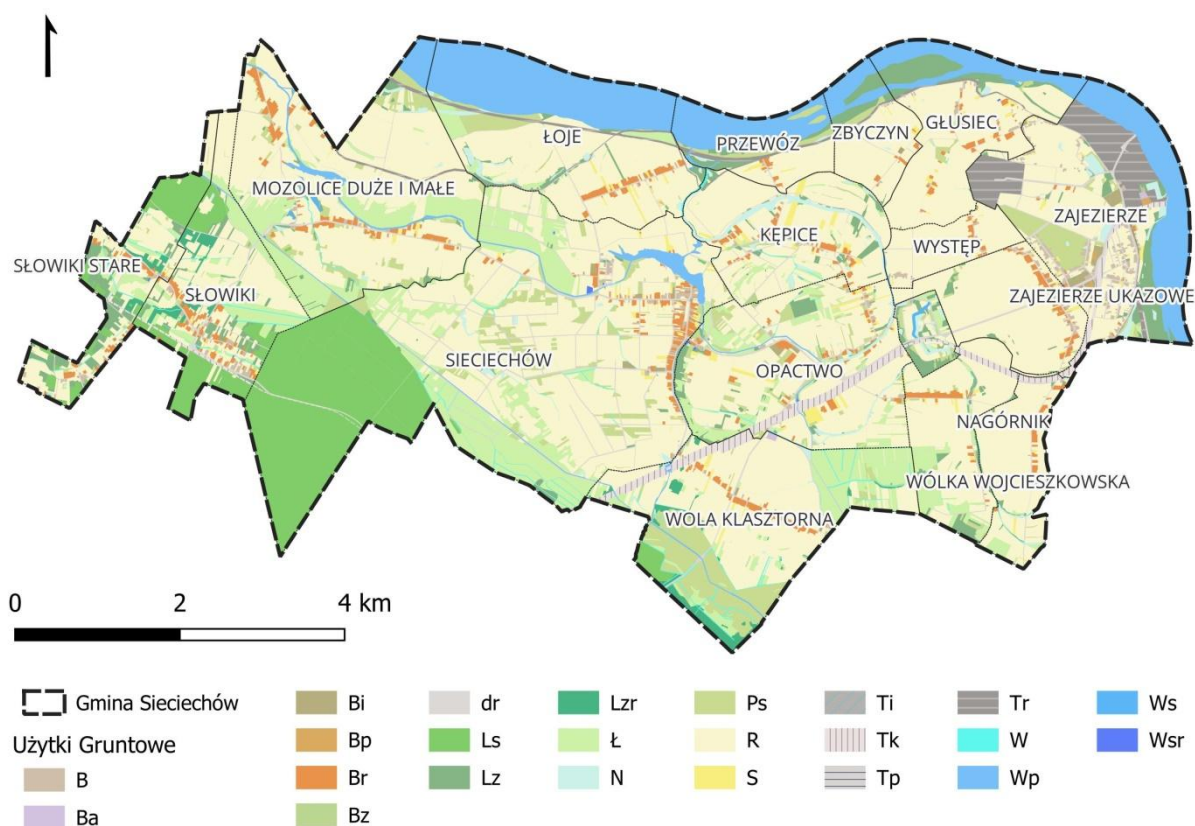 ŁOJE
PRZEWÓZ
ZBYCZYN
GŁUSIEC
MOZOLICE DUŻE I MAŁE
ZAJEZIERZE
KĘPICE
WYSTĘP
SŁOWIKI STARE
SŁOWIKI
ZAJEZIERZE UKAZOWE
SIECIECHÓW
OPACTWO
NAGÓRNIK
WÓLKA WOJCIESZKOWSKA
WOLA KLASZTORNA
0 2 4 km
Gmina Sieciechów
Użytki Gruntowe
B
Ba
Bi
Bp
Br
Bz
dr
Ls
Lz
Lzr
Ł
N
Ps
R
S
Ti
Tk
Tp
Tr
W
Wp
Ws
Wsr